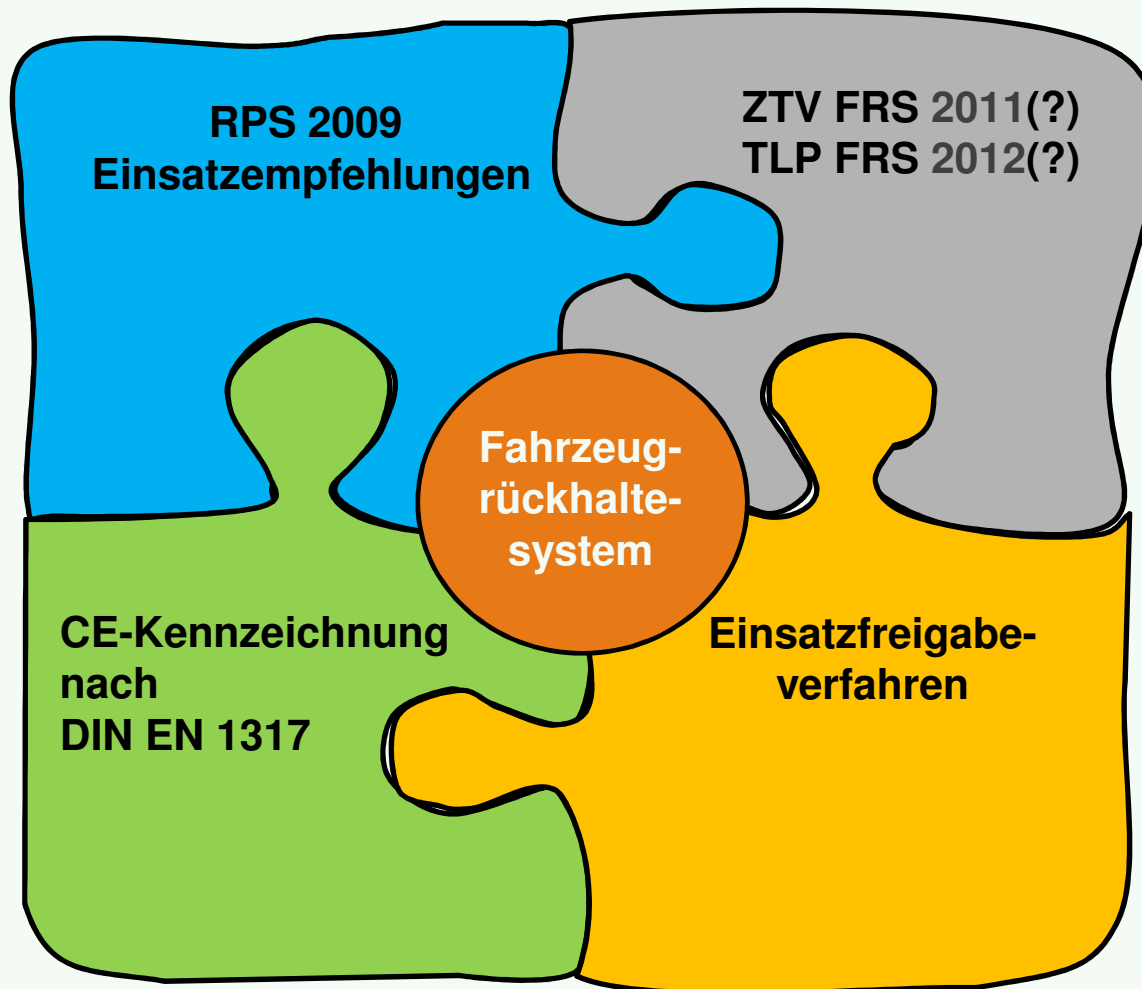 RPS 2009
Einsatzempfehlungen
ZTV FRS 2011(?)
TLP FRS 2012(?)
Fahrzeug-
rückhalte-
system
CE-Kennzeichnung
nach
DIN EN 1317
Einsatzfreigabe-
verfahren